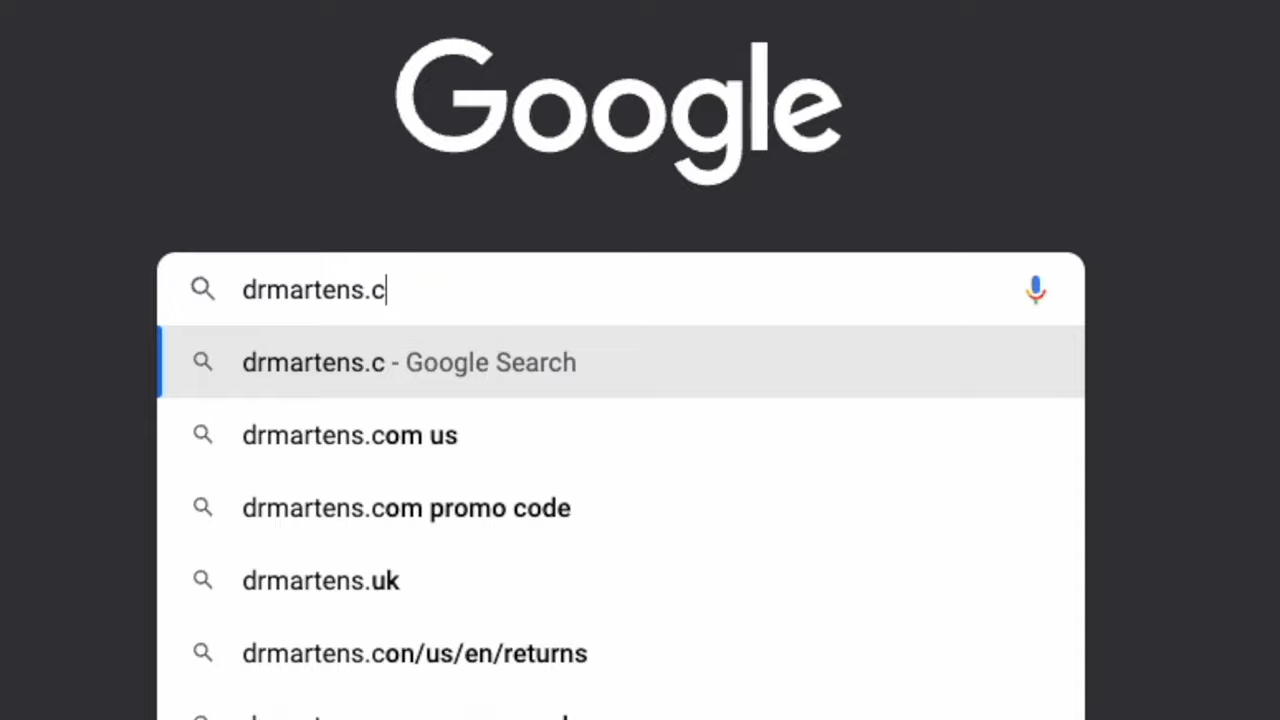 Google
drmartens.c
drmartens.c - Google Search
drmartens.com us
drmartens.com promo code
drmartens.uk
drmartens.con/us/en/returns